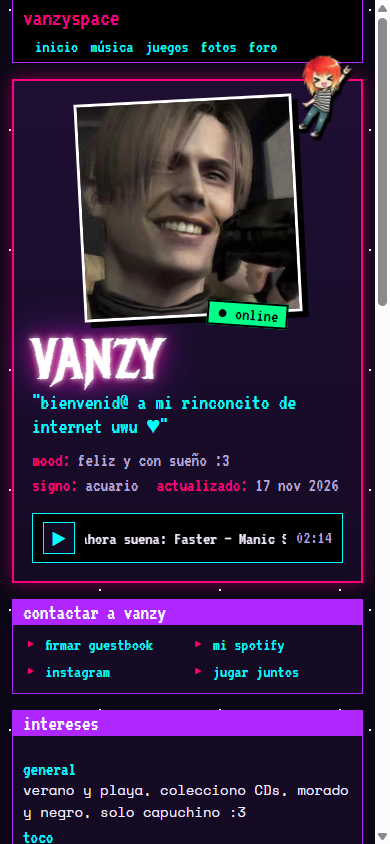 vanzyspace
inicio música juegos fotos foro
● online
VANZY
"bienvenid@ a mi rinconcito de
internet uwu ♥"
mood: feliz y con sueño :3
signo: acuario actualizado: 17 nov 2026
▶ ahora suena: Faster – Manic S 02:14
contactar a vanzy
▸ firmar guestbook ▸ mi spotify
▸ instagram ▸ jugar juntos
intereses
general
verano y playa, colecciono CDs, morado
y negro, solo capuchino :3
toco